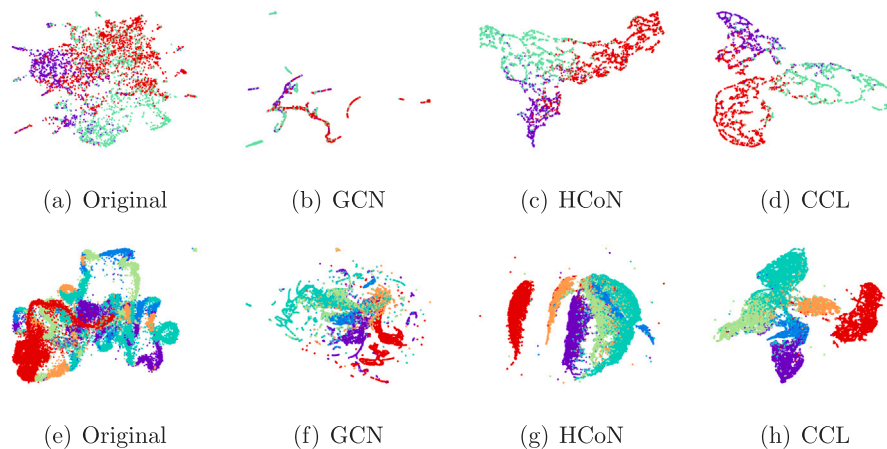 (a) Original (b) GCN (c) HCoN (d) CCL
(e) Original (f) GCN (g) HCoN (h) CCL